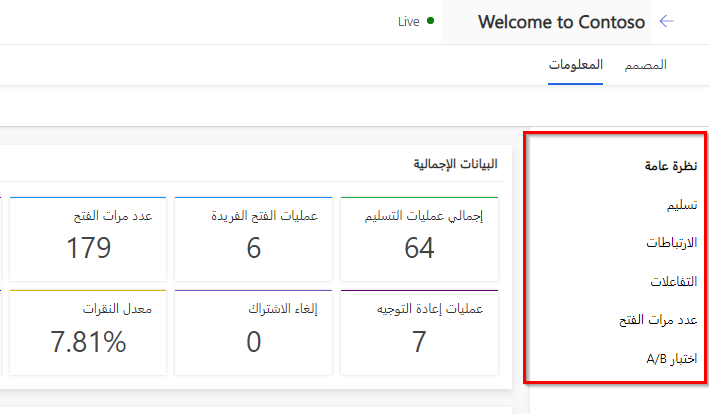 Welcome to Contoso
Live
المصمم
المعلومات
نظرة عامة
تسليم
الارتباطات
التفاعلات
عدد مرات الفتح
اختبار A/B
البيانات الإجمالية
إجمالي عمليات التسليم
64
عمليات الفتح الفريدة
6
عدد مرات الفتح
179
عمليات إعادة التوجيه
7
إلغاء الاشتراك
0
معدل النقرات
7.81%